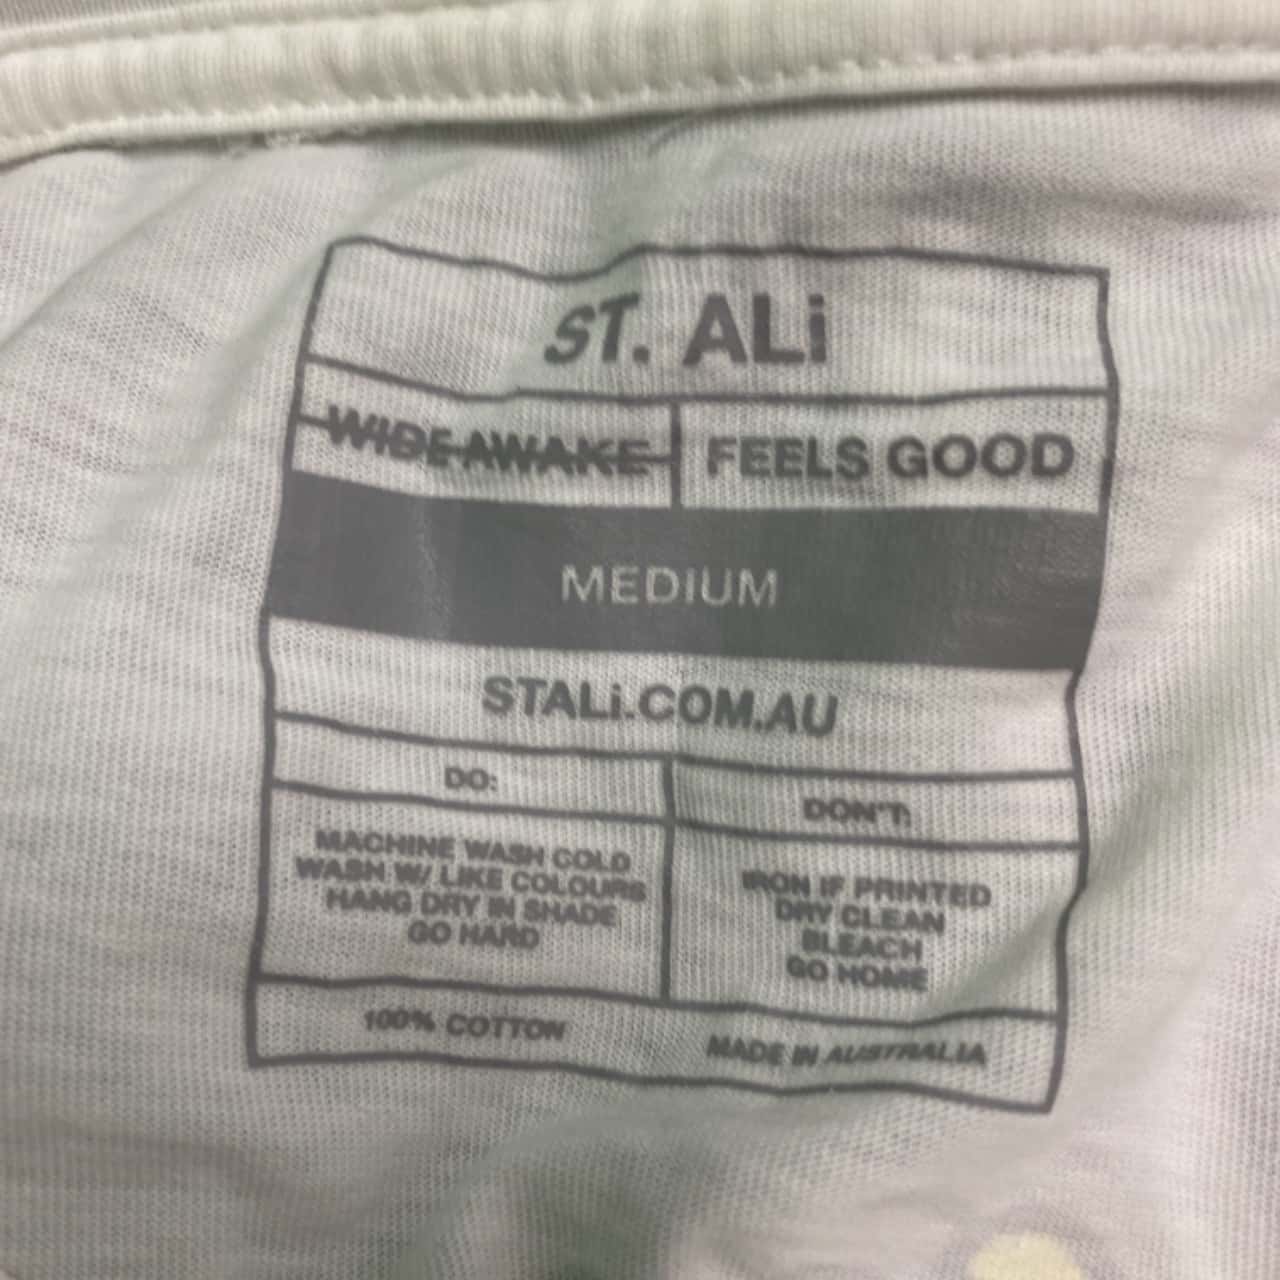 ST. ALi
WIDE AWAKE FEELS GOOD
MEDIUM
STALi.COM.AU
DO:
MACHINE WASH COLD
WASH W/ LIKE COLOURS
HANG DRY IN SHADE
GO HARD
DON'T:
IRON IF PRINTED
DRY CLEAN
BLEACH
GO HOME
100% COTTON
MADE IN AUSTRALIA